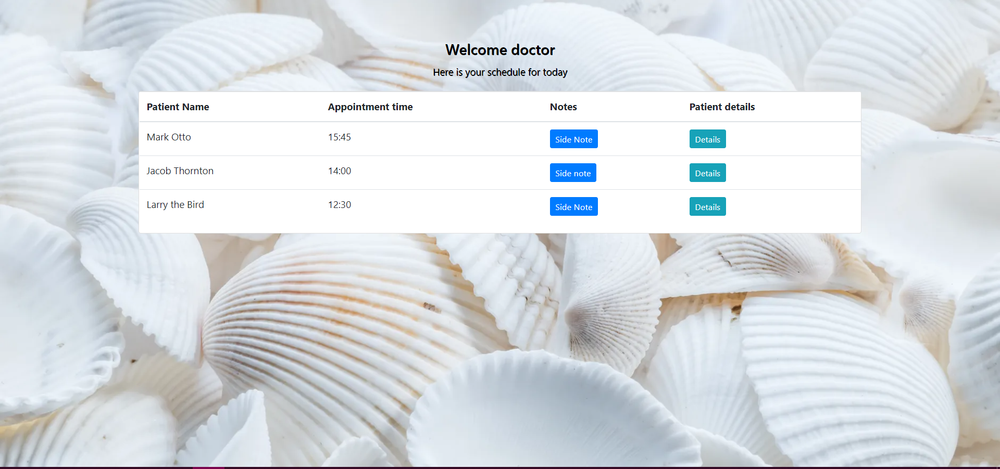 Welcome doctor
Here is your schedule for today
Patient Name Appointment time Notes Patient details
Mark Otto 15:45 Side Note Details
Jacob Thornton 14:00 Side note Details
Larry the Bird 12:30 Side Note Details